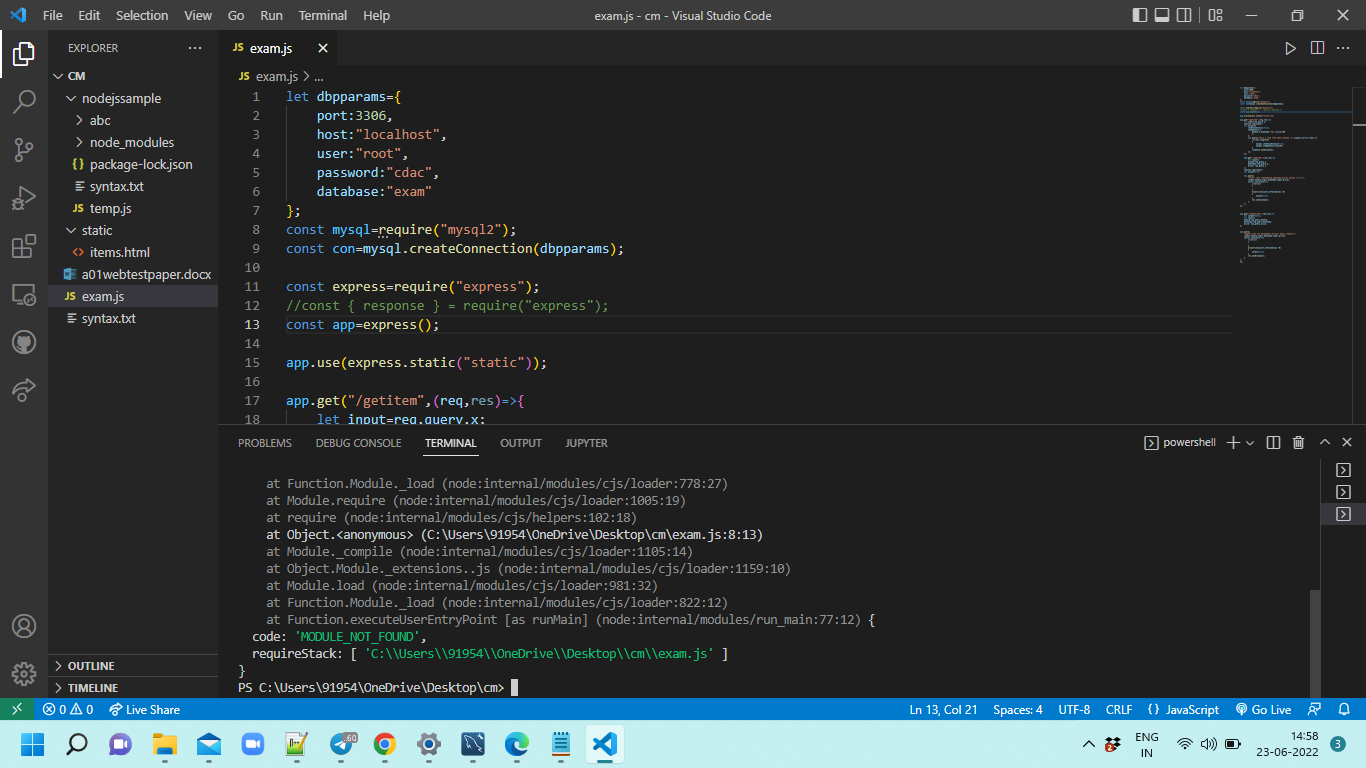 File Edit Selection View Go Run Terminal Help exam.js - cm - Visual Studio Code
EXPLORER ...
CM
nodejssample
abc
node_modules
{} package-lock.json
syntax.txt
JS temp.js
static
<> items.html
a01webtestpaper.docx
JS exam.js
syntax.txt
OUTLINE
TIMELINE
JS exam.js
JS exam.js > ...
1 let dbpparams={
2 port:3306,
3 host:"localhost",
4 user:"root",
5 password:"cdac",
6 database:"exam"
7 };
8 const mysql=require("mysql2");
9 const con=mysql.createConnection(dbpparams);
10
11 const express=require("express");
12 //const { response } = require("express");
13 const app=express();
14
15 app.use(express.static("static"));
16
17 app.get("/getitem",(req,res)=>{
18 let input=req.query.x;
PROBLEMS DEBUG CONSOLE TERMINAL OUTPUT JUPYTER powershell
at Function.Module._load (node:internal/modules/cjs/loader:778:27)
at Module.require (node:internal/modules/cjs/loader:1005:19)
at require (node:internal/modules/cjs/helpers:102:18)
at Object.<anonymous> (C:\Users\91954\OneDrive\Desktop\cm\exam.js:8:13)
at Module._compile (node:internal/modules/cjs/loader:1105:14)
at Object.Module._extensions..js (node:internal/modules/cjs/loader:1159:10)
at Module.load (node:internal/modules/cjs/loader:981:32)
at Function.Module._load (node:internal/modules/cjs/loader:822:12)
at Function.executeUserEntryPoint [as runMain] (node:internal/modules/run_main:77:12) {
code: 'MODULE_NOT_FOUND',
requireStack: [ 'C:\\Users\\91954\\OneDrive\\Desktop\\cm\\exam.js' ]
}
PS C:\Users\91954\OneDrive\Desktop\cm>
0 0 Live Share Ln 13, Col 21 Spaces: 4 UTF-8 CRLF {} JavaScript Go Live
60 2 ENG 14:58 3
IN 23-06-2022